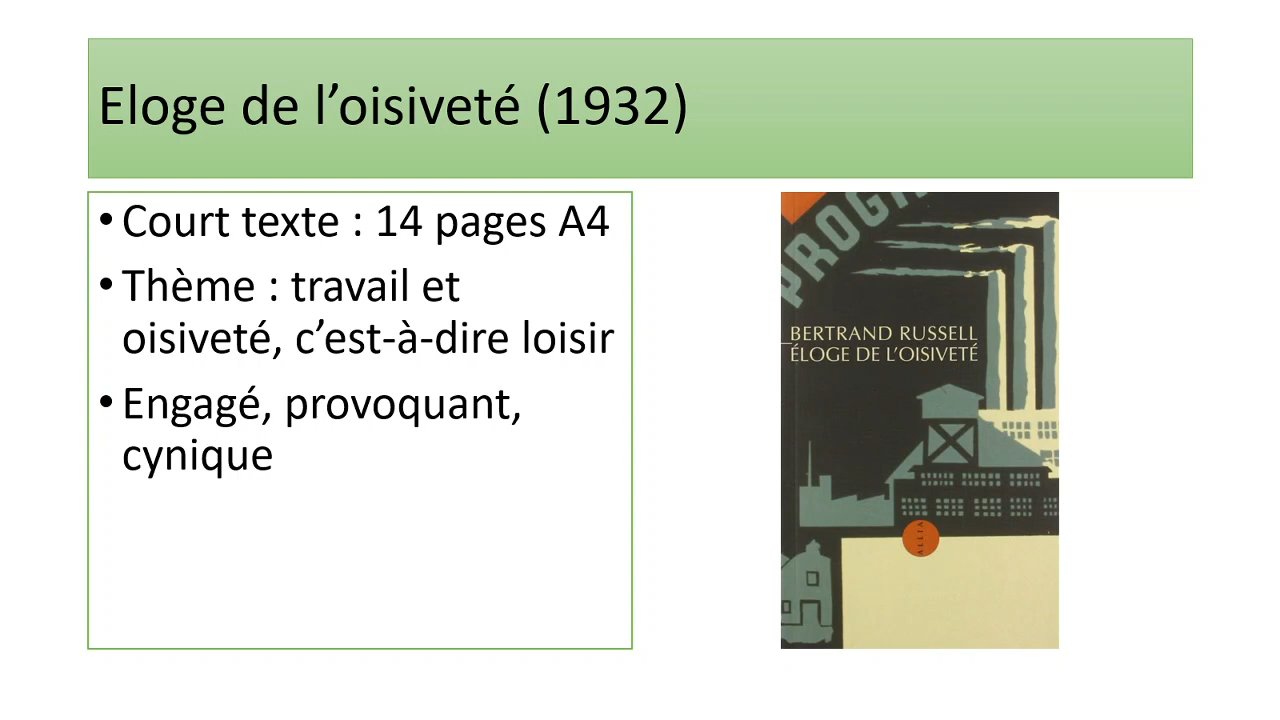 Eloge de l’oisiveté (1932)
• Court texte : 14 pages A4
• Thème : travail et
oisiveté, c’est-à-dire loisir
• Engagé, provoquant,
cynique
PROGR
BERTRAND RUSSELL
ÉLOGE DE L’OISIVETÉ
ALLIA